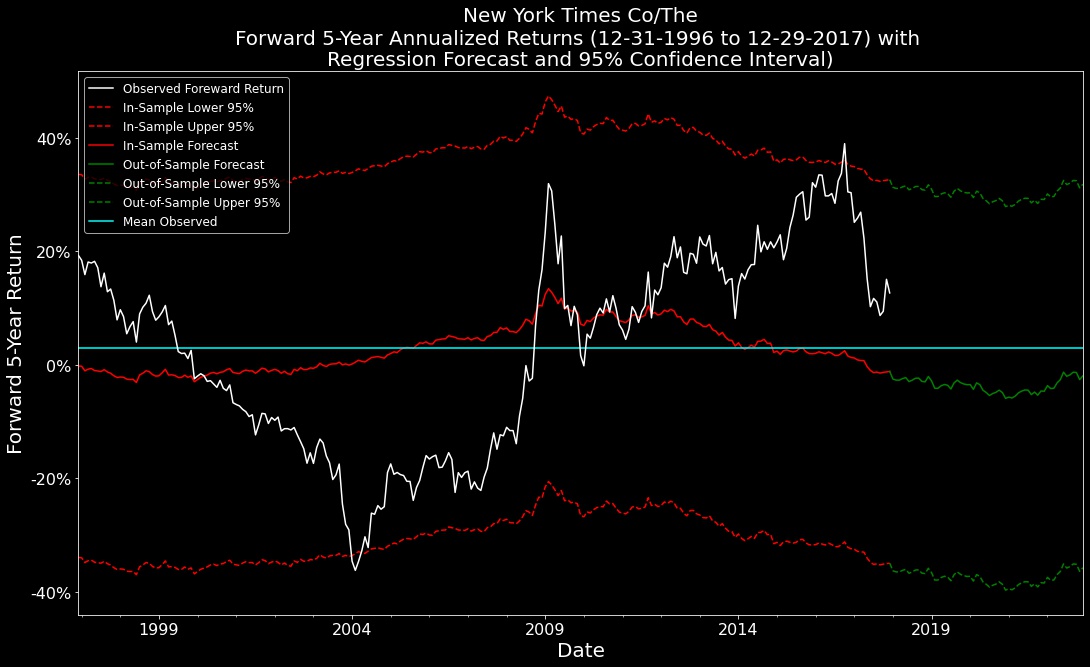 New York Times Co/The
Forward 5-Year Annualized Returns (12-31-1996 to 12-29-2017) with
Regression Forecast and 95% Confidence Interval)
Observed Foreward Return
In-Sample Lower 95%
In-Sample Upper 95%
In-Sample Forecast
Out-of-Sample Forecast
Out-of-Sample Lower 95%
Out-of-Sample Upper 95%
Mean Observed
Forward 5-Year Return
40%
20%
0%
-20%
-40%
1999 2004 2009 2014 2019
Date